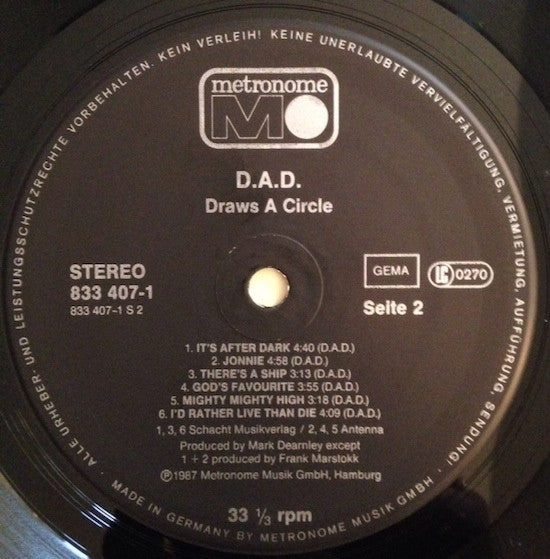 ALLE URHEBER- UND LEISTUNGSSCHUTZRECHTE VORBEHALTEN. KEIN VERLEIH! KEINE UNERLAUBTE VERVIELFÄLTIGUNG, VERMIETUNG, AUFFÜHRUNG, SENDUNG!
metronome
M
D.A.D.
Draws A Circle
STEREO
833 407-1
833 407-1 S 2
GEMA
LC 0270
Seite 2
1. IT'S AFTER DARK 4:40 (D.A.D.)
2. JONNIE 4:58 (D.A.D.)
3. THERE'S A SHIP 3:13 (D.A.D.)
4. GOD'S FAVOURITE 3:55 (D.A.D.)
5. MIGHTY MIGHTY HIGH 3:18 (D.A.D.)
6. I'D RATHER LIVE THAN DIE 4:09 (D.A.D.)
1, 3, 6 Schacht Musikverlag / 2, 4, 5 Antenna
Produced by Mark Dearnley except
1 + 2 produced by Frank Marstokk
Ⓟ1987 Metronome Musik GmbH, Hamburg
33 ⅓ rpm
MADE IN GERMANY BY METRONOME MUSIK GMBH